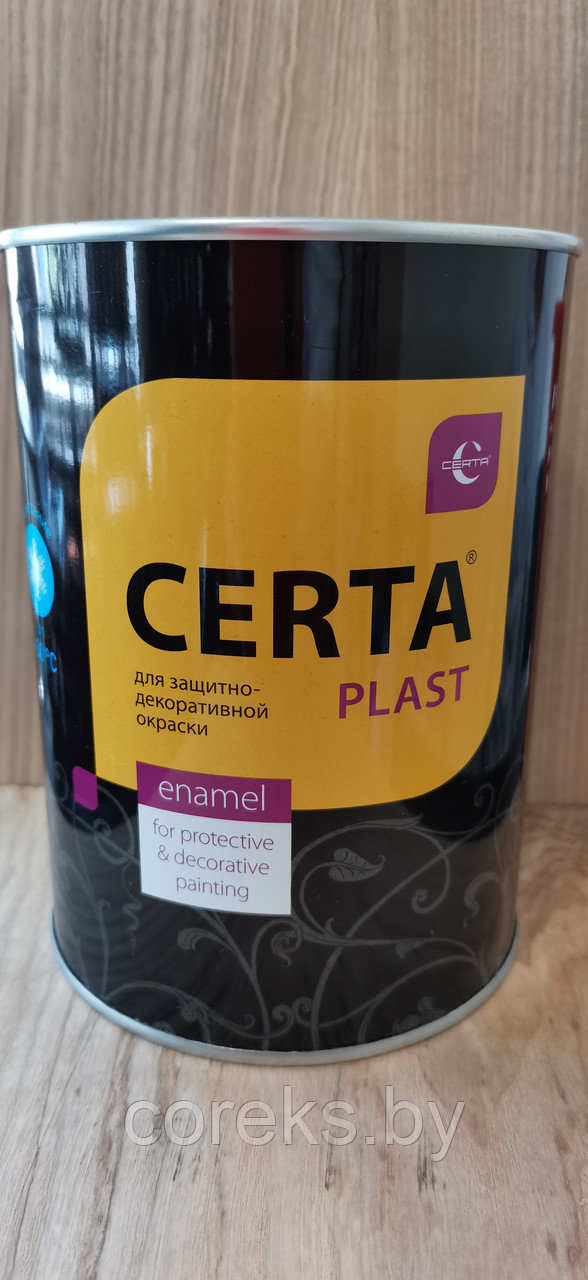 CERTA
CERTA®
для защитно-
декоративной
окраски
PLAST
enamel
for protective
& decorative
painting
coreks.by